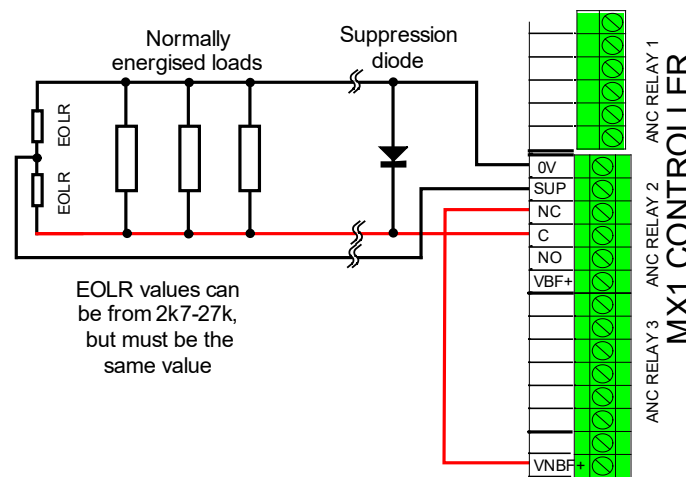 Normally
energised loads
Suppression
diode
EOLR
EOLR
EOLR values can
be from 2k7-27k,
but must be the
same value
0V
SUP
NC
C
NO
VBF+
VNBF+
ANC RELAY 1
ANC RELAY 2
ANC RELAY 3
MX1 CONTROLLER